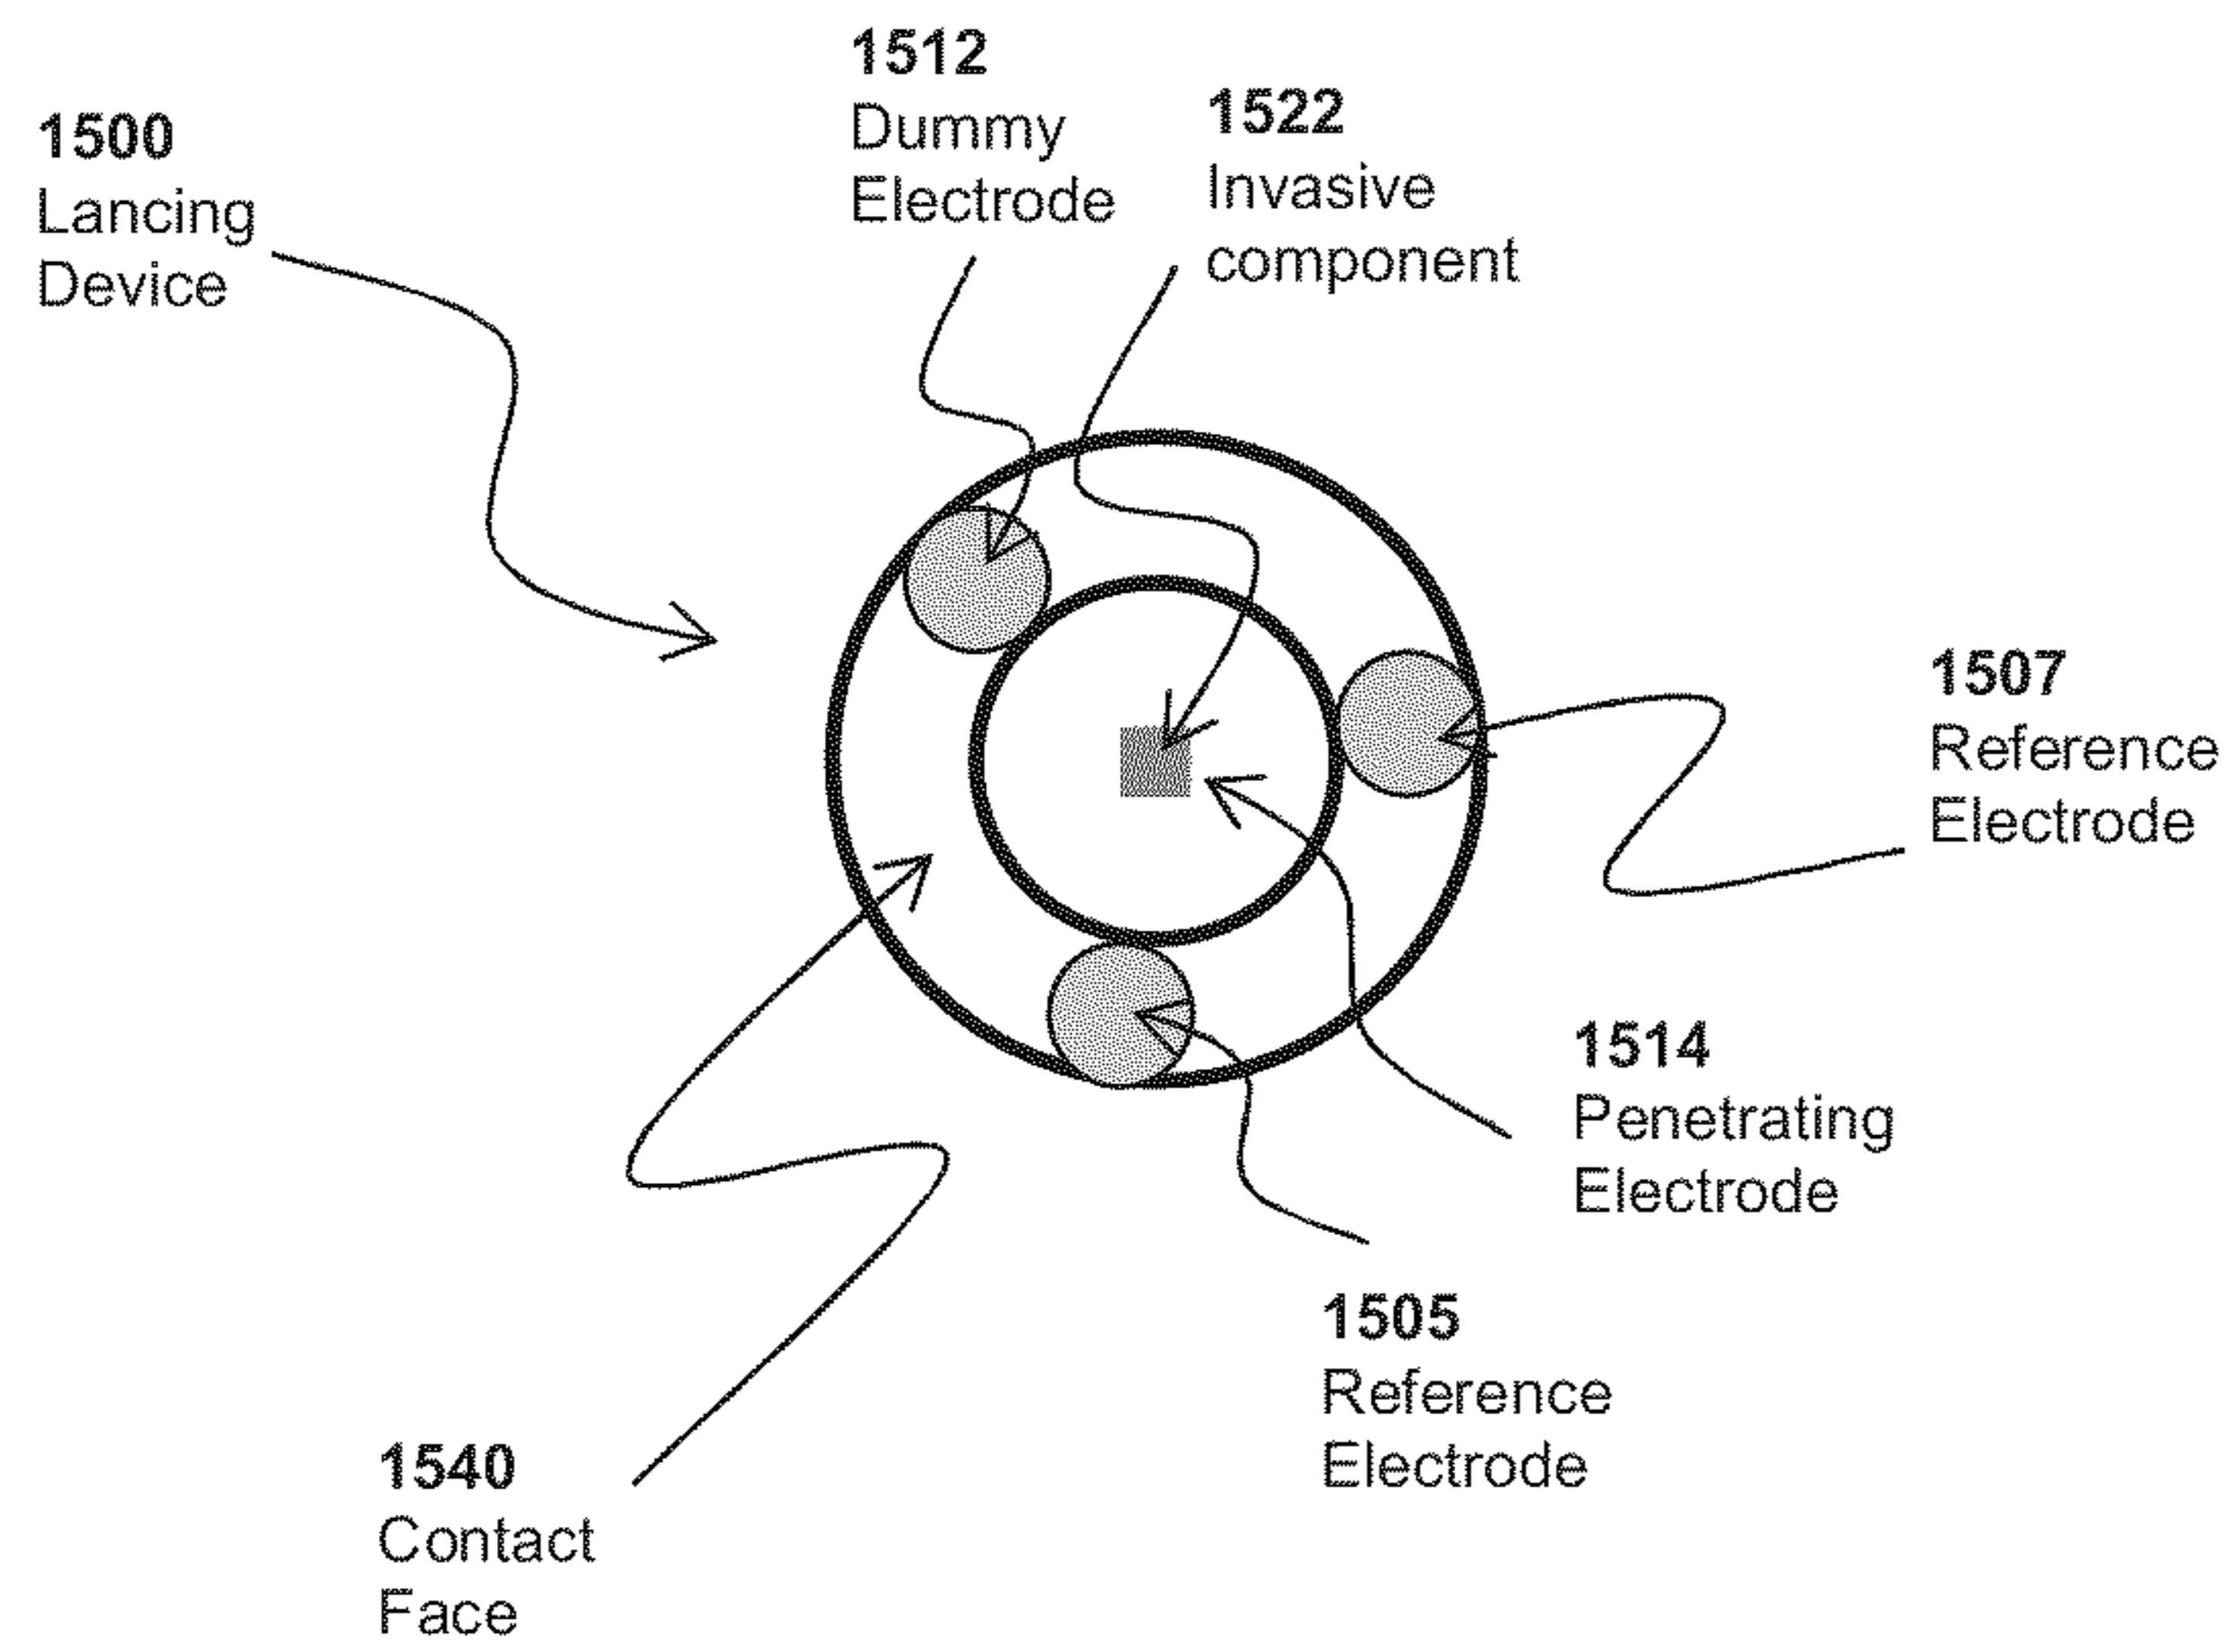 1512
Dummy
Electrode
1522
Invasive
component
1500
Lancing
Device
1507
Reference
Electrode
1514
Penetrating
Electrode
1505
Reference
Electrode
1540
Contact
Face